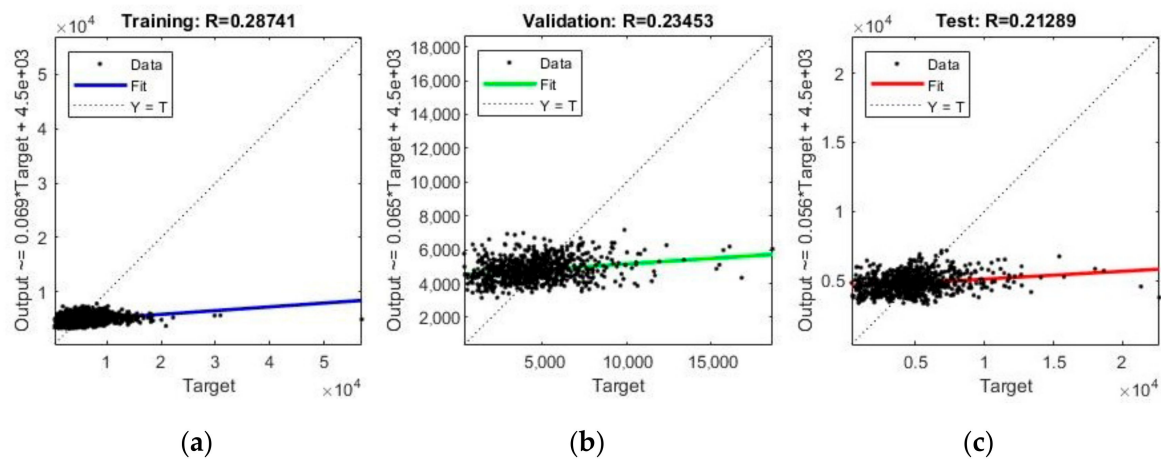 Training: R=0.28741
×10⁴
Output ~= 0.069*Target + 4.5e+03
5
4
3
2
1
Data
Fit
Y = T
1 2 3 4 5
×10⁴
Target
(a)
Validation: R=0.23453
Output ~= 0.065*Target + 4.5e+03
18,000
16,000
14,000
12,000
10,000
8,000
6,000
4,000
2,000
Data
Fit
Y = T
5,000 10,000 15,000
Target
(b)
Test: R=0.21289
×10⁴
Output ~= 0.056*Target + 4.5e+03
2
1.5
1
0.5
Data
Fit
Y = T
0.5 1 1.5 2
×10⁴
Target
(c)